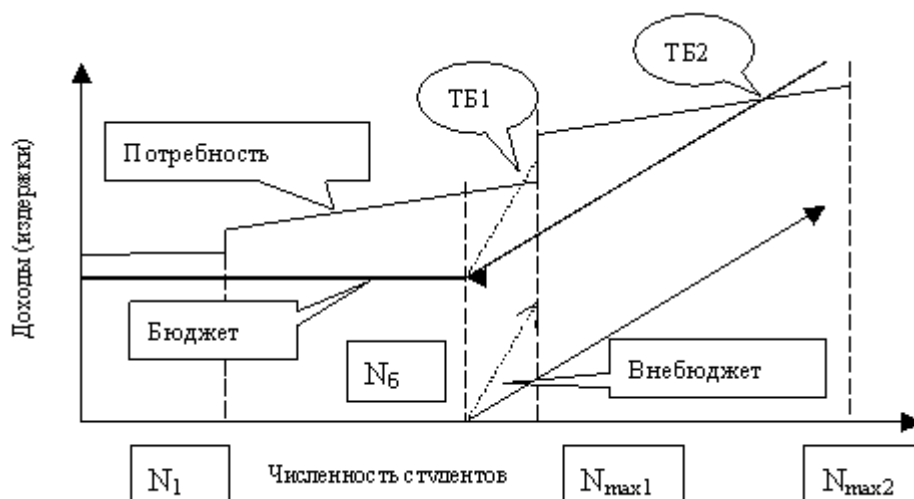 ТБ1
ТБ2
Потребность
Доходы (издержки)
Бюджет
Nб
Внебюджет
N1
Численность студентов
Nmax1
Nmax2